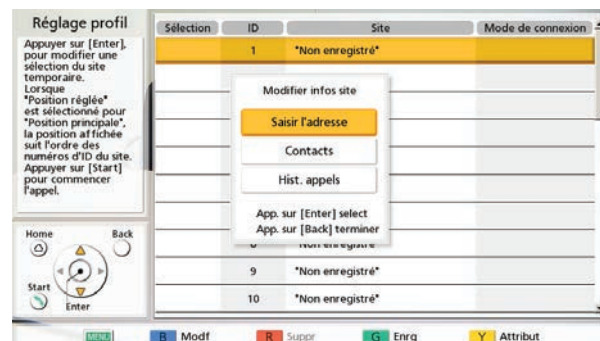 Réglage profil
Appuyer sur [Enter],
pour modifier une
sélection du site
temporaire.
Lorsque
"Position réglée"
est sélectionné pour
"Position principale",
la position affichée
suit l'ordre des
numéros d'ID du site.
Appuyer sur [Start]
pour commencer
l'appel.
Home
Back
Start
Enter
Sélection ID Site Mode de connexion
1 *Non enregistré*
Modifier infos site
Saisir l'adresse
Contacts
Hist. appels
App. sur [Enter] select
App. sur [Back] terminer
8 *Non enregistré*
9 *Non enregistré*
10 *Non enregistré*
MENU B Modf R Suppr G Enrg Y Attribut